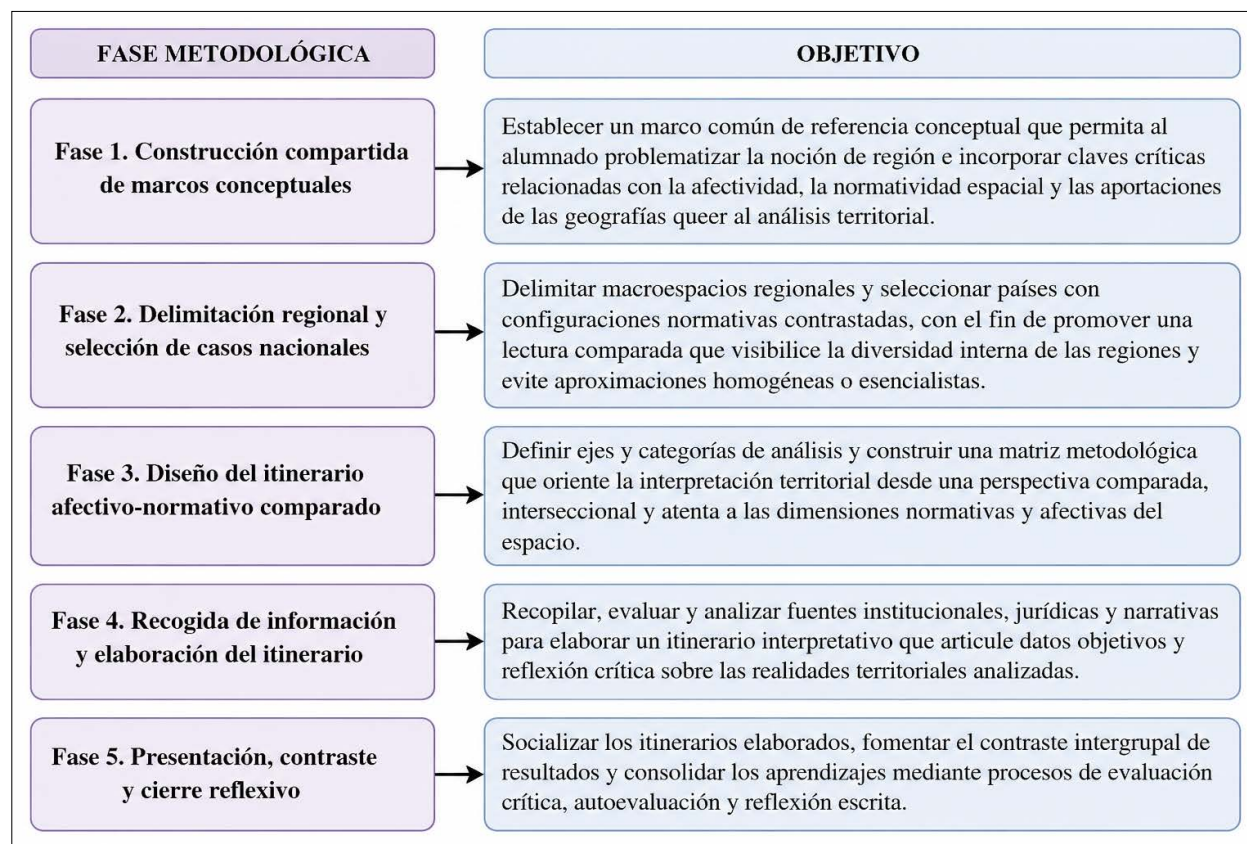 FASE METODOLÓGICA
OBJETIVO
Fase 1. Construcción compartida
de marcos conceptuales
Establecer un marco común de referencia conceptual que permita al
alumnado problematizar la noción de región e incorporar claves críticas
relacionadas con la afectividad, la normatividad espacial y las aportaciones
de las geografías queer al análisis territorial.
Fase 2. Delimitación regional y
selección de casos nacionales
Delimitar macroespacios regionales y seleccionar países con
configuraciones normativas contrastadas, con el fin de promover una
lectura comparada que visibilice la diversidad interna de las regiones y
evite aproximaciones homogéneas o esencialistas.
Fase 3. Diseño del itinerario
afectivo-normativo comparado
Definir ejes y categorías de análisis y construir una matriz metodológica
que oriente la interpretación territorial desde una perspectiva comparada,
interseccional y atenta a las dimensiones normativas y afectivas del
espacio.
Fase 4. Recogida de información
y elaboración del itinerario
Recopilar, evaluar y analizar fuentes institucionales, jurídicas y narrativas
para elaborar un itinerario interpretativo que articule datos objetivos y
reflexión crítica sobre las realidades territoriales analizadas.
Fase 5. Presentación, contraste
y cierre reflexivo
Socializar los itinerarios elaborados, fomentar el contraste intergrupal de
resultados y consolidar los aprendizajes mediante procesos de evaluación
crítica, autoevaluación y reflexión escrita.